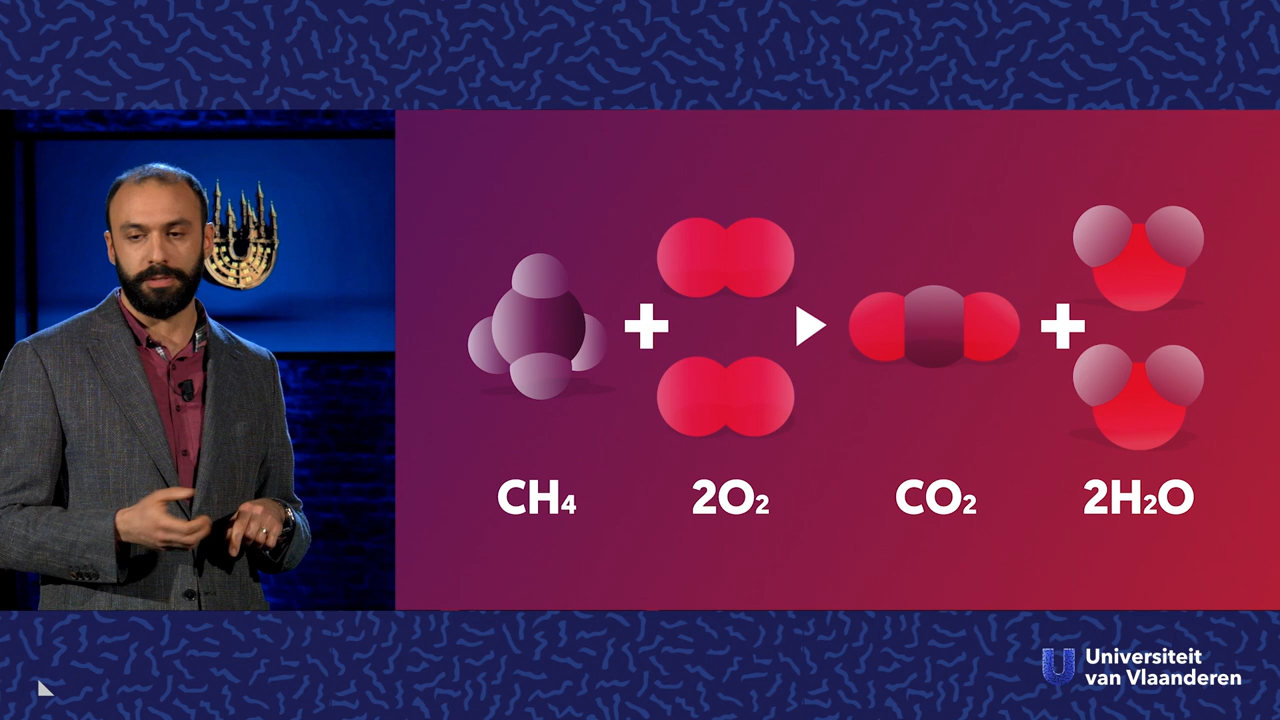 CH₄ + 2O₂ ▶ CO₂ + 2H₂O
Universiteit
van Vlaanderen